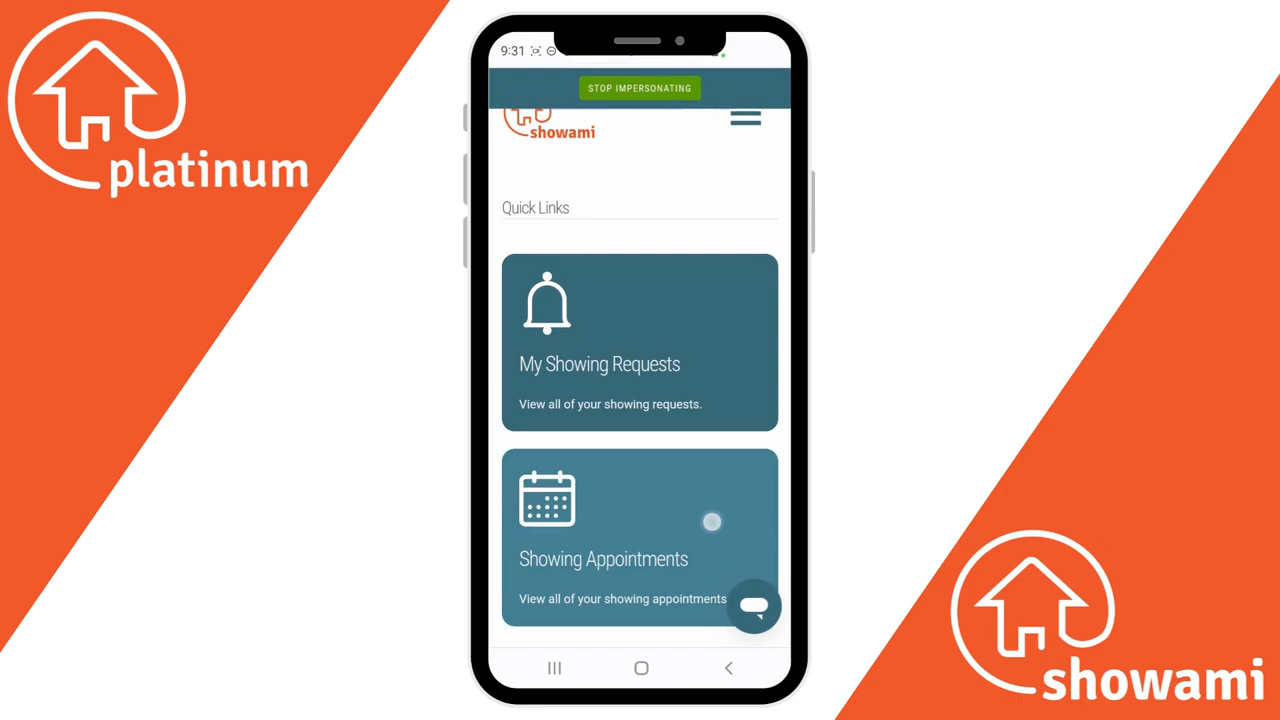 platinum
9:31
STOP IMPERSONATING
showami
Quick Links
My Showing Requests
View all of your showing requests.
Showing Appointments
View all of your showing appointments
showami